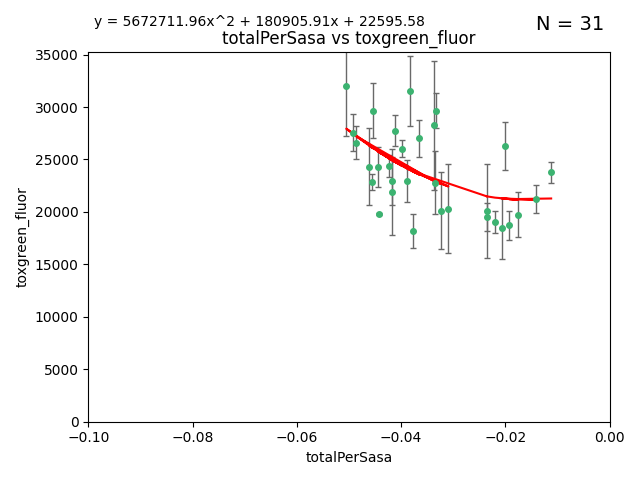 y = 5672711.96x^2 + 180905.91x + 22595.58
N = 31
totalPerSasa vs toxgreen_fluor
35000
30000
25000
20000
15000
10000
5000
0
toxgreen_fluor
−0.10
−0.08
−0.06
−0.04
−0.02
0.00
totalPerSasa